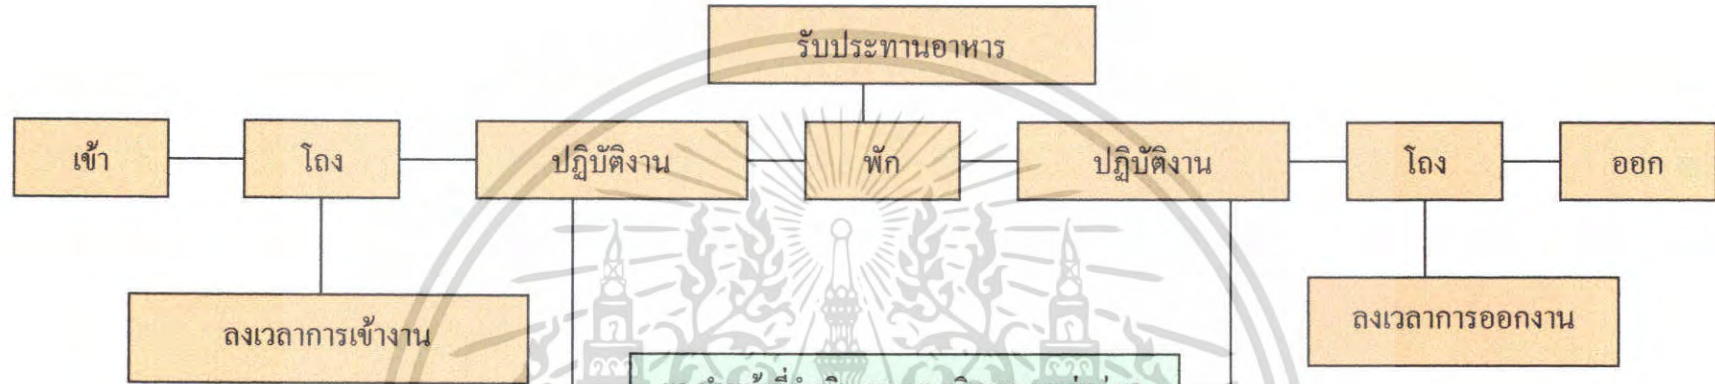 รับประทานอาหาร
เข้า
โถง
ปฏิบัติงาน
พัก
ปฏิบัติงาน
โถง
ออก
ลงเวลาการเข้างาน
ลงเวลาการออกงาน